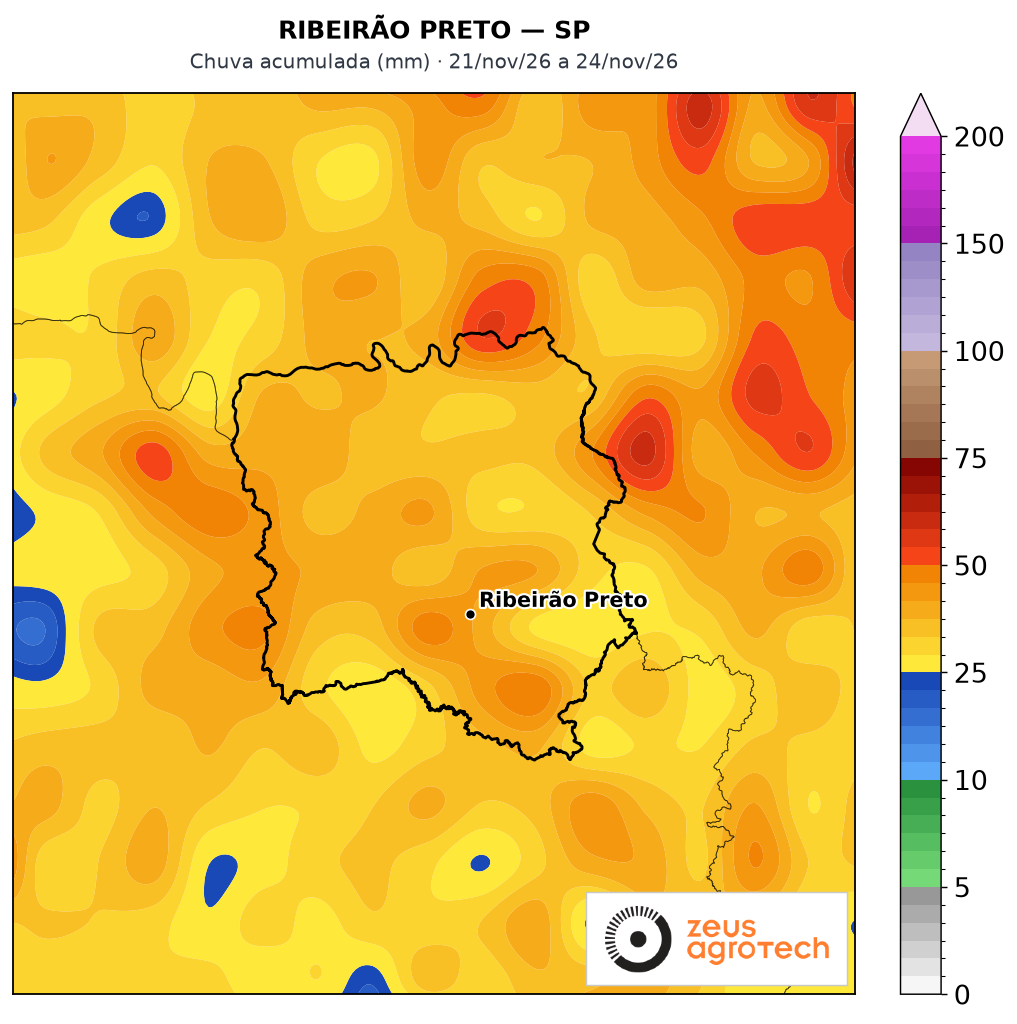 RIBEIRÃO PRETO — SP
Chuva acumulada (mm) · 21/nov/26 a 24/nov/26
200
150
100
75
50
25
10
5
0
Ribeirão Preto
zeus
agrotech